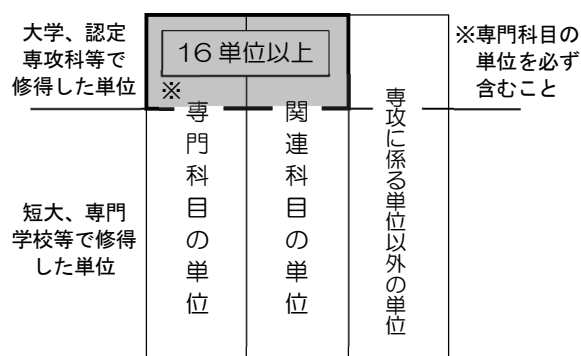 大学、認定
専攻科等で
修得した単位
16単位以上
※
※専門科目の
単位を必ず
含むこと
短大、専門
学校等で修得
した単位
専門科目の単位
関連科目の単位
専攻に係る単位以外の単位